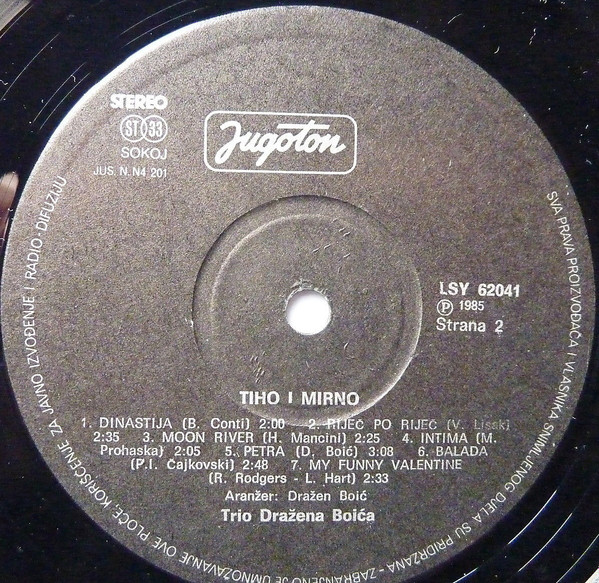 STEREO
ST 33
SOKOJ
JUS. N. N4 201
Jugoton
LSY 62041
Ⓟ 1985
Strana 2
TIHO I MIRNO
1. DINASTIJA (B. Conti) 2:00 2. RIJEČ PO RIJEČ (V. Lisak)
2:35 3. MOON RIVER (H. Mancini) 2:25 4. INTIMA (M.
Prohaska) 2:05 5. PETRA (D. Boić) 3:08 6. BALADA
(P.I. Čajkovski) 2:48 7. MY FUNNY VALENTINE
(R. Rodgers - L. Hart) 2:33
Aranžer: Dražen Boić
Trio Dražena Boića
SVA PRAVA PROIZVOĐAČA I VLASNIKA SNIMLJENOG DJELA SU PRIDRŽANA - ZABRANJENO JE UMNOŽAVANJE OVE PLOČE, KORIŠĆENJE ZA JAVNO IZVOĐENJE I RADIO-DIFUZIJU